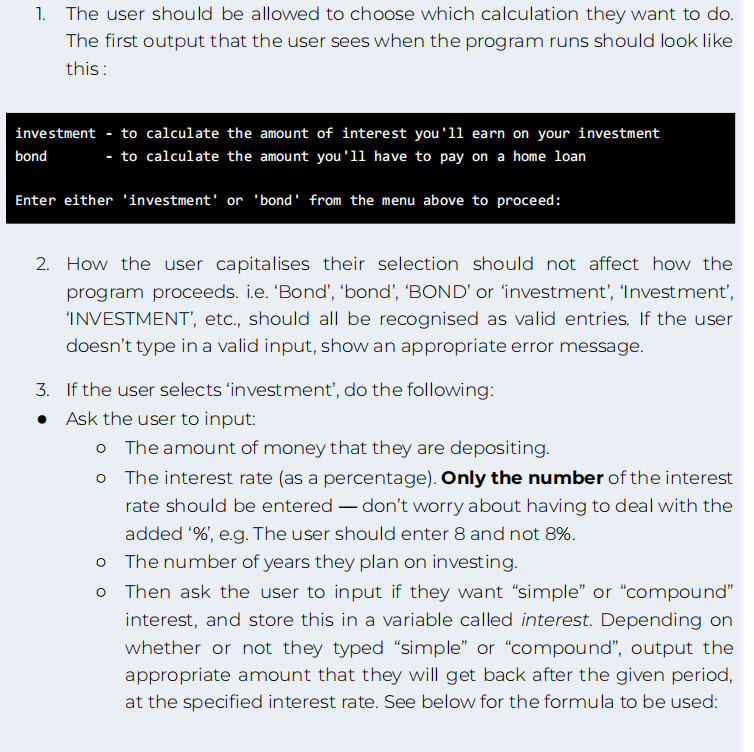 1. The user should be allowed to choose which calculation they want to do.
The first output that the user sees when the program runs should look like
this :
investment - to calculate the amount of interest you'll earn on your investment
bond       - to calculate the amount you'll have to pay on a home loan
Enter either 'investment' or 'bond' from the menu above to proceed:
2. How the user capitalises their selection should not affect how the
program proceeds. i.e. ‘Bond’, ‘bond’, ‘BOND’ or ‘investment’, ‘Investment’,
‘INVESTMENT’, etc., should all be recognised as valid entries. If the user
doesn’t type in a valid input, show an appropriate error message.
3. If the user selects ‘investment’, do the following:
● Ask the user to input:
○ The amount of money that they are depositing.
○ The interest rate (as a percentage). Only the number of the interest
rate should be entered — don’t worry about having to deal with the
added ‘%’, e.g. The user should enter 8 and not 8%.
○ The number of years they plan on investing.
○ Then ask the user to input if they want “simple” or “compound”
interest, and store this in a variable called interest. Depending on
whether or not they typed “simple” or “compound”, output the
appropriate amount that they will get back after the given period,
at the specified interest rate. See below for the formula to be used: